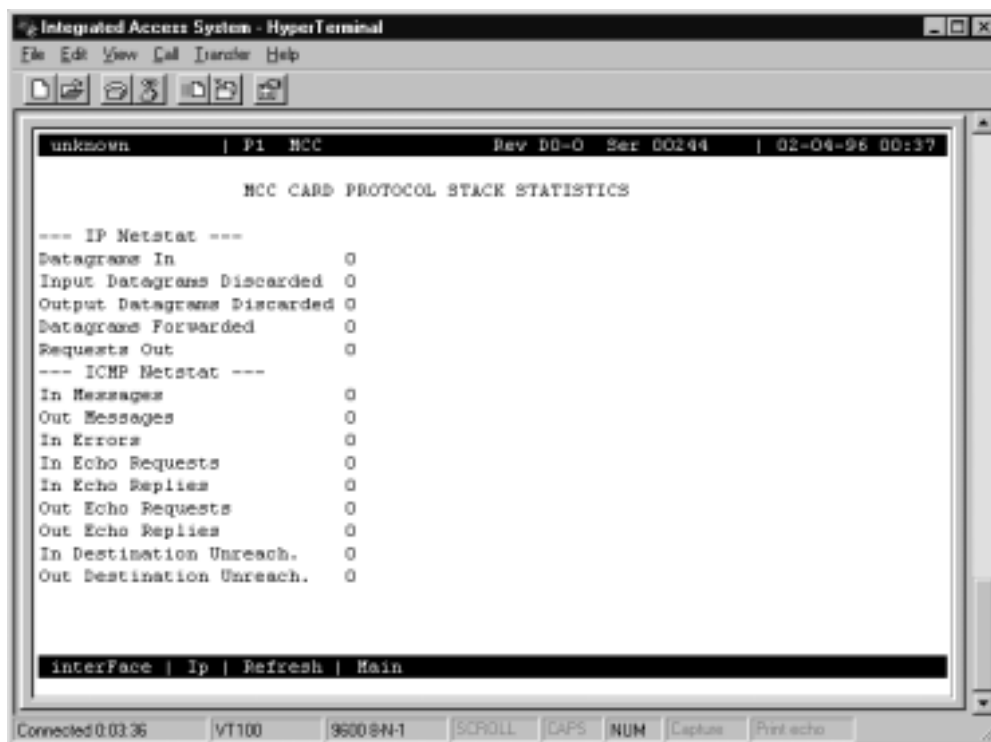 Integrated Access System - HyperTerminal
File Edit View Call Transfer Help
unknown | P1 MCC Rev D0-0 Ser 00244 | 02-04-96 00:37
MCC CARD PROTOCOL STACK STATISTICS
--- IP Netstat ---
Datagrams In 0
Input Datagrams Discarded 0
Output Datagrams Discarded 0
Datagrams Forwarded 0
Requests Out 0
--- ICMP Netstat ---
In Messages 0
Out Messages 0
In Errors 0
In Echo Requests 0
In Echo Replies 0
Out Echo Requests 0
Out Echo Replies 0
In Destination Unreach. 0
Out Destination Unreach. 0
interFace | Ip | Refresh | Main
Connected 0:03:36 VT100 9600 8-N-1 SCROLL CAPS NUM Capture Print echo